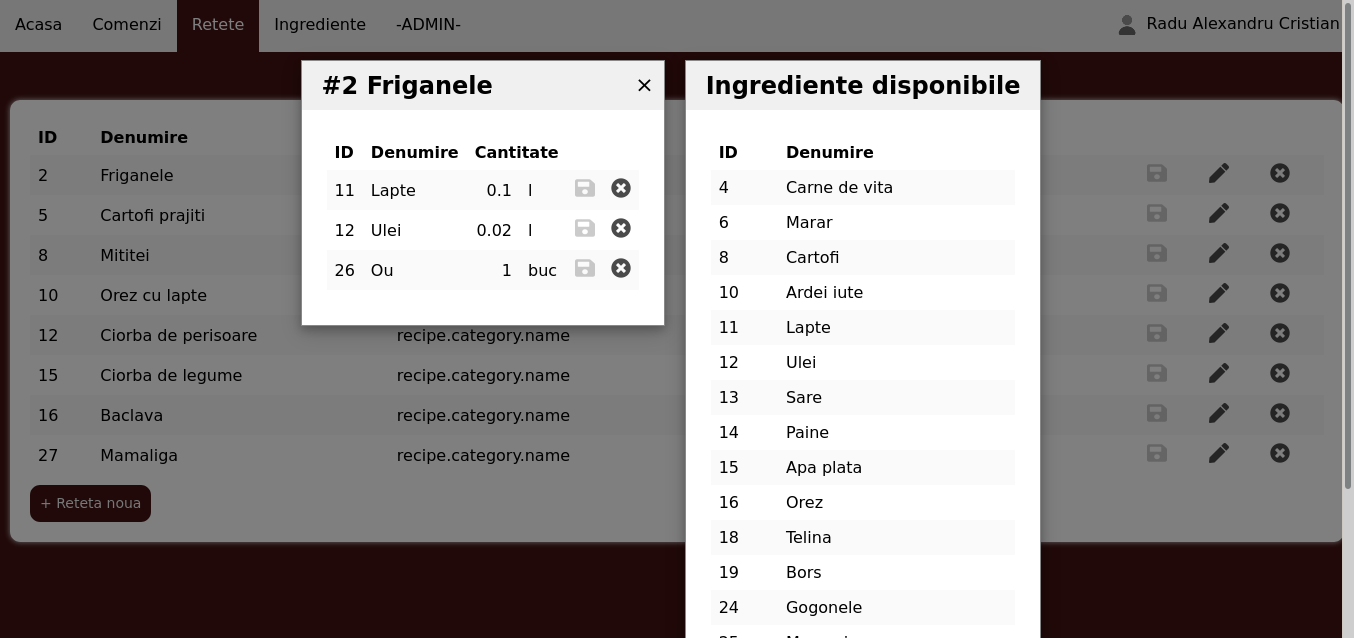 Acasa Comenzi Retete Ingrediente -ADMIN- Radu Alexandru Cristian
#2 Friganele ×
ID Denumire Cantitate
11 Lapte 0.1 l
12 Ulei 0.02 l
26 Ou 1 buc
Ingrediente disponibile
ID Denumire
4 Carne de vita
6 Marar
8 Cartofi
10 Ardei iute
11 Lapte
12 Ulei
13 Sare
14 Paine
15 Apa plata
16 Orez
18 Telina
19 Bors
24 Gogonele
ID Denumire
2 Friganele
5 Cartofi prajiti
8 Mititei
10 Orez cu lapte
12 Ciorba de perisoare recipe.category.name
15 Ciorba de legume recipe.category.name
16 Baclava recipe.category.name
27 Mamaliga recipe.category.name
+ Reteta noua